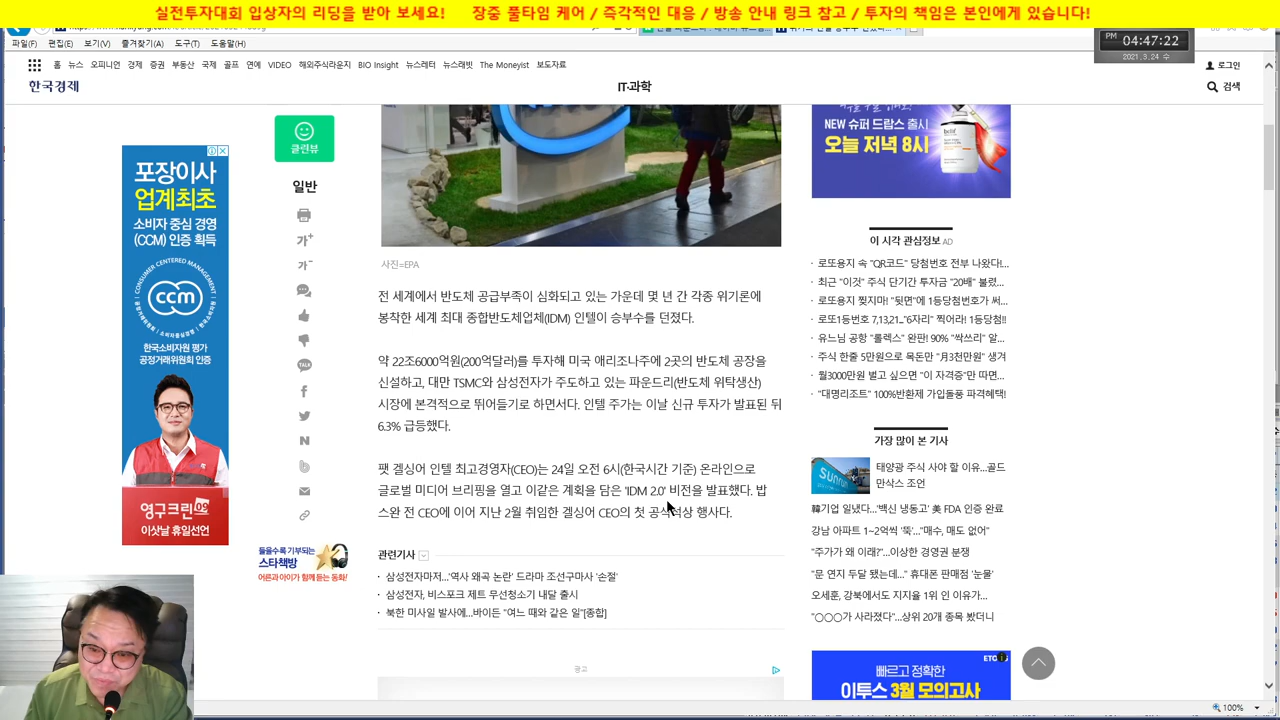 실전투자대회 입상자의 리딩을 받아 보세요! 장중 풀타임 케어 / 즉각적인 대응 / 방송 안내 링크 참고 / 투자의 책임은 본인에게 있습니다!
파일(F) 편집(E) 보기(V) 즐겨찾기(A) 도구(T) 도움말(H)
PM 04:47:22
2021. 3.24 수
홈 뉴스 오피니언 경제 증권 부동산 국제 골프 연예 VIDEO 해외주식라운지 BIO Insight 뉴스레터 뉴스래빗 The Moneyist 보도자료
로그인
한국경제
IT·과학
검색
클린뷰
일반
가+
가-
TALK
포장이사
업계최초
소비자 중심 경영
(CCM) 인증 획득
CONSUMER CENTERED MANAGEMENT
ccm
한국소비자원 평가
공정거래위원회 인증
영구크린09
이삿날 휴일선언
들을수록 기부되는
스타책방
어른과 아이가 함께 듣는 동화!
사진=EPA
전 세계에서 반도체 공급부족이 심화되고 있는 가운데 몇 년 간 각종 위기론에
봉착한 세계 최대 종합반도체업체(IDM) 인텔이 승부수를 던졌다.
약 22조6000억원(200억달러)를 투자해 미국 애리조나주에 2곳의 반도체 공장을
신설하고, 대만 TSMC와 삼성전자가 주도하고 있는 파운드리(반도체 위탁생산)
시장에 본격적으로 뛰어들기로 하면서다. 인텔 주가는 이날 신규 투자가 발표된 뒤
6.3% 급등했다.
팻 겔싱어 인텔 최고경영자(CEO)는 24일 오전 6시(한국시간 기준) 온라인으로
글로벌 미디어 브리핑을 열고 이같은 계획을 담은 'IDM 2.0' 비전을 발표했다. 밥
스완 전 CEO에 이어 지난 2월 취임한 겔싱어 CEO의 첫 공식석상 행사다.
관련기사
· 삼성전자마저...'역사 왜곡 논란' 드라마 조선구마사 '손절'
· 삼성전자, 비스포크 제트 무선청소기 내달 출시
· 북한 미사일 발사에...바이든 "여느 때와 같은 일"[종합]
광고
NEW 슈퍼 드랍스 출시
오늘 저녁 8시
belif
이 시각 관심정보 AD
· 로또용지 속 "QR코드" 당첨번호 전부 나왔다!...
· 최근 "이것" 주식 단기간 투자금 "20배" 불렸...
· 로또용지 찢지마! "뒷면"에 1등당첨번호가 써...
· 로또1등번호 7,13,21..."6자리" 찍어라! 1등당첨!!
· 유느님 공항 "롤렉스" 완판! 90% "싹쓰리" 알...
· 주식 한줄 5만원으로 목돈만 "月3천만원" 생겨
· 월3000만원 벌고 싶으면 "이 자격증"만 따면...
· "대명리조트" 100%반환제 가입돌풍 파격혜택!
가장 많이 본 기사
태양광 주식 사야 할 이유...골드
만삭스 조언
韓기업 일냈다...'백신 냉동고' 美 FDA 인증 완료
강남 아파트 1~2억씩 '뚝'..."매수, 매도 없어"
"주가가 왜 이래?"...이상한 경영권 분쟁
"문 연지 두달 됐는데..." 휴대폰 판매점 '눈물'
오세훈, 강북에서도 지지율 1위 인 이유가...
"○○○가 사라졌다"...상위 20개 종목 봤더니
ETOOS
빠르고 정확한
이투스 3월 모의고사
100%